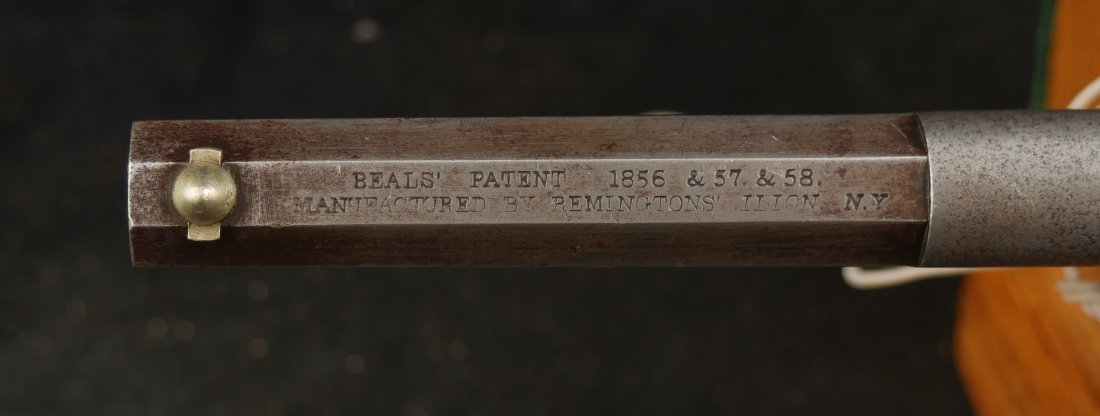 BEALS' PATENT 1856 & 57. & 58.
MANUFACTURED BY REMINGTONS' ILION. N.Y